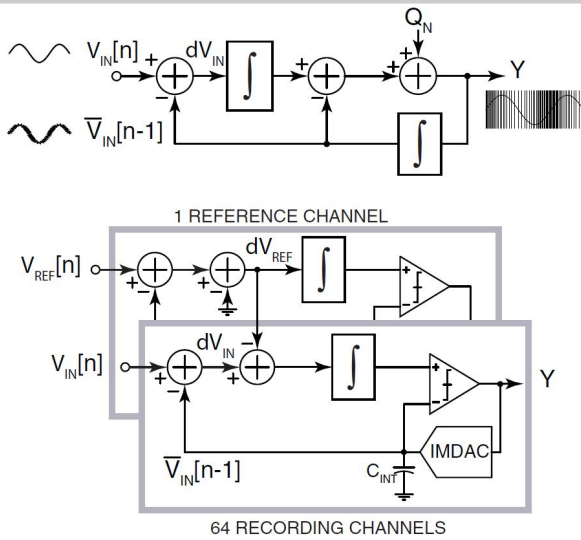 Q_N
V_IN[n] + dV_IN + + +
∫ + + + Y
− −
V̅_IN[n-1] ∫
1 REFERENCE CHANNEL
dV_REF
V_REF[n] + + ∫ +
+− +− −
dV_IN −
V_IN[n] + + ∫ + Y
+− + −
IMDAC
V̅_IN[n-1] C_INT
64 RECORDING CHANNELS